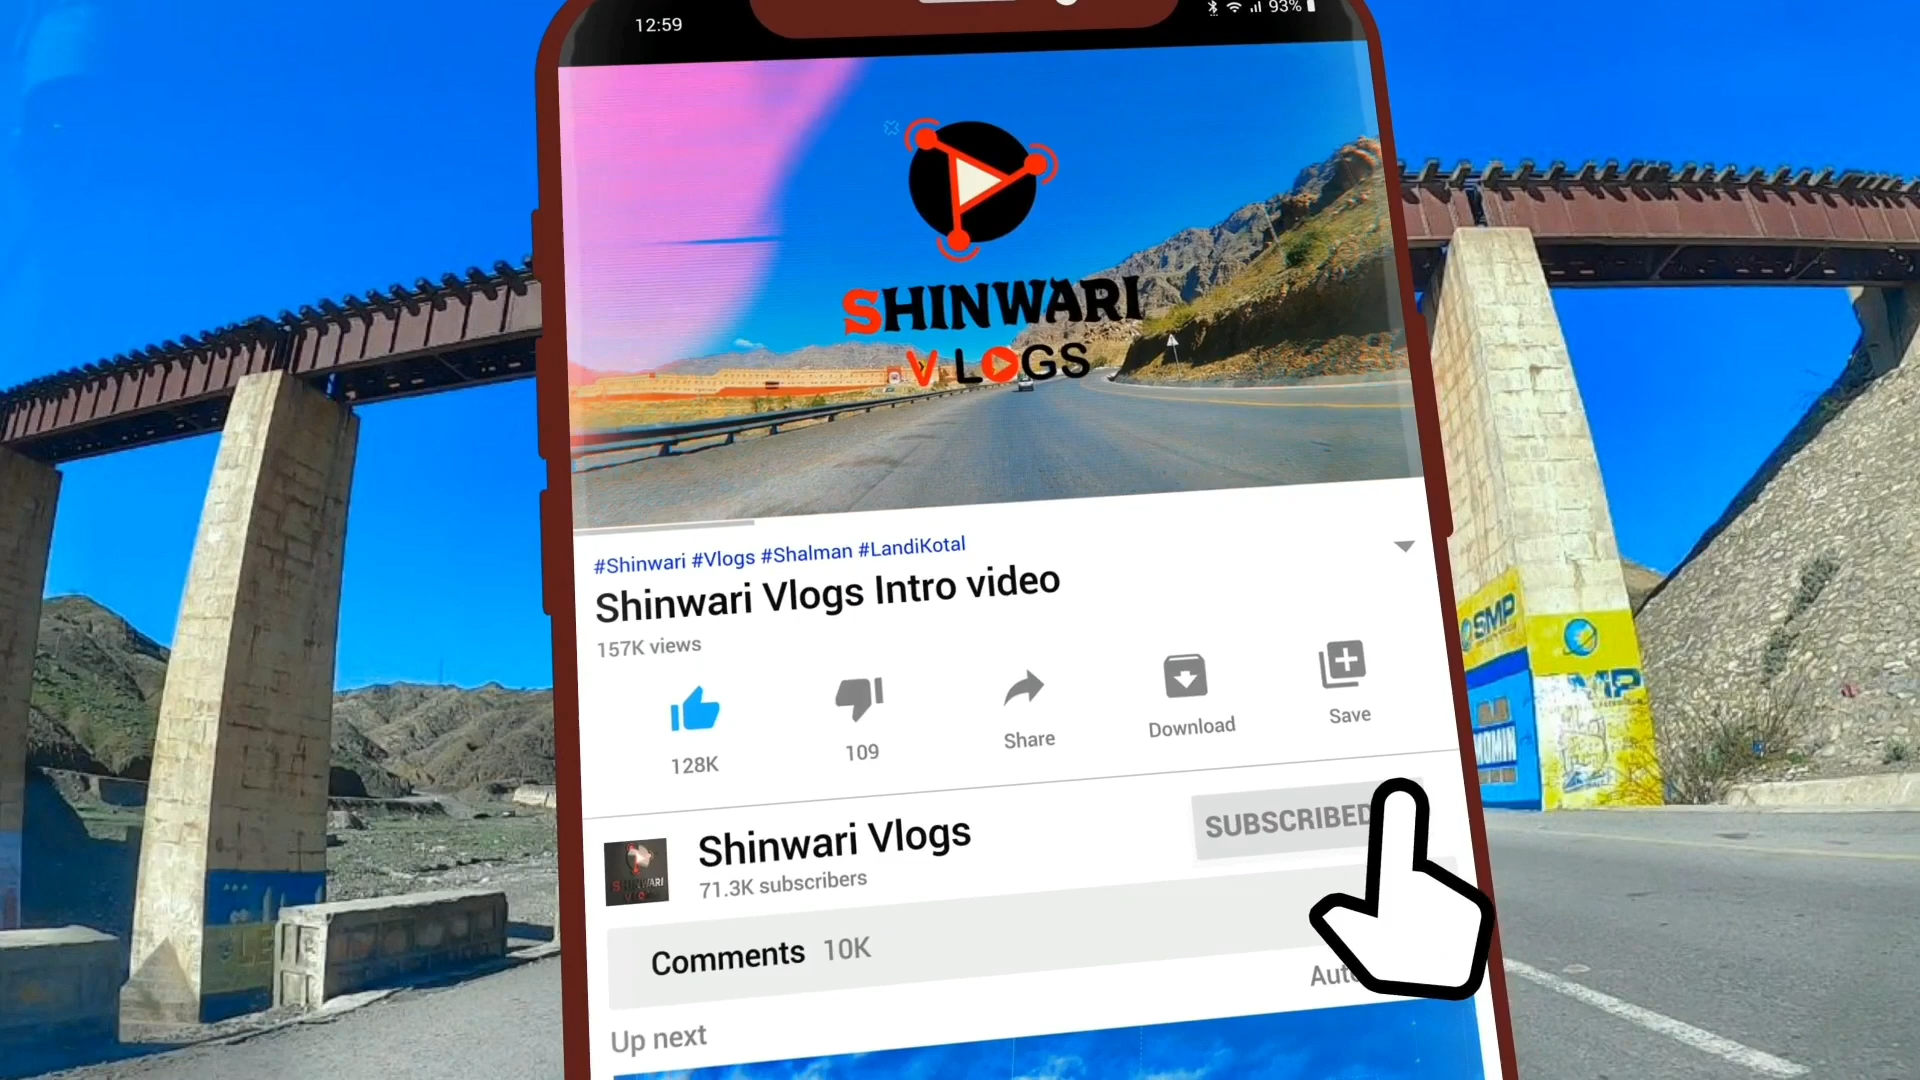 12:59
93%
SHINWARI
VLOGS
#Shinwari #Vlogs #Shalman #LandiKotal
Shinwari Vlogs Intro video
157K views
128K
109
Share
Download
Save
Shinwari Vlogs
71.3K subscribers
SUBSCRIBED
Comments 10K
Up next
SMP